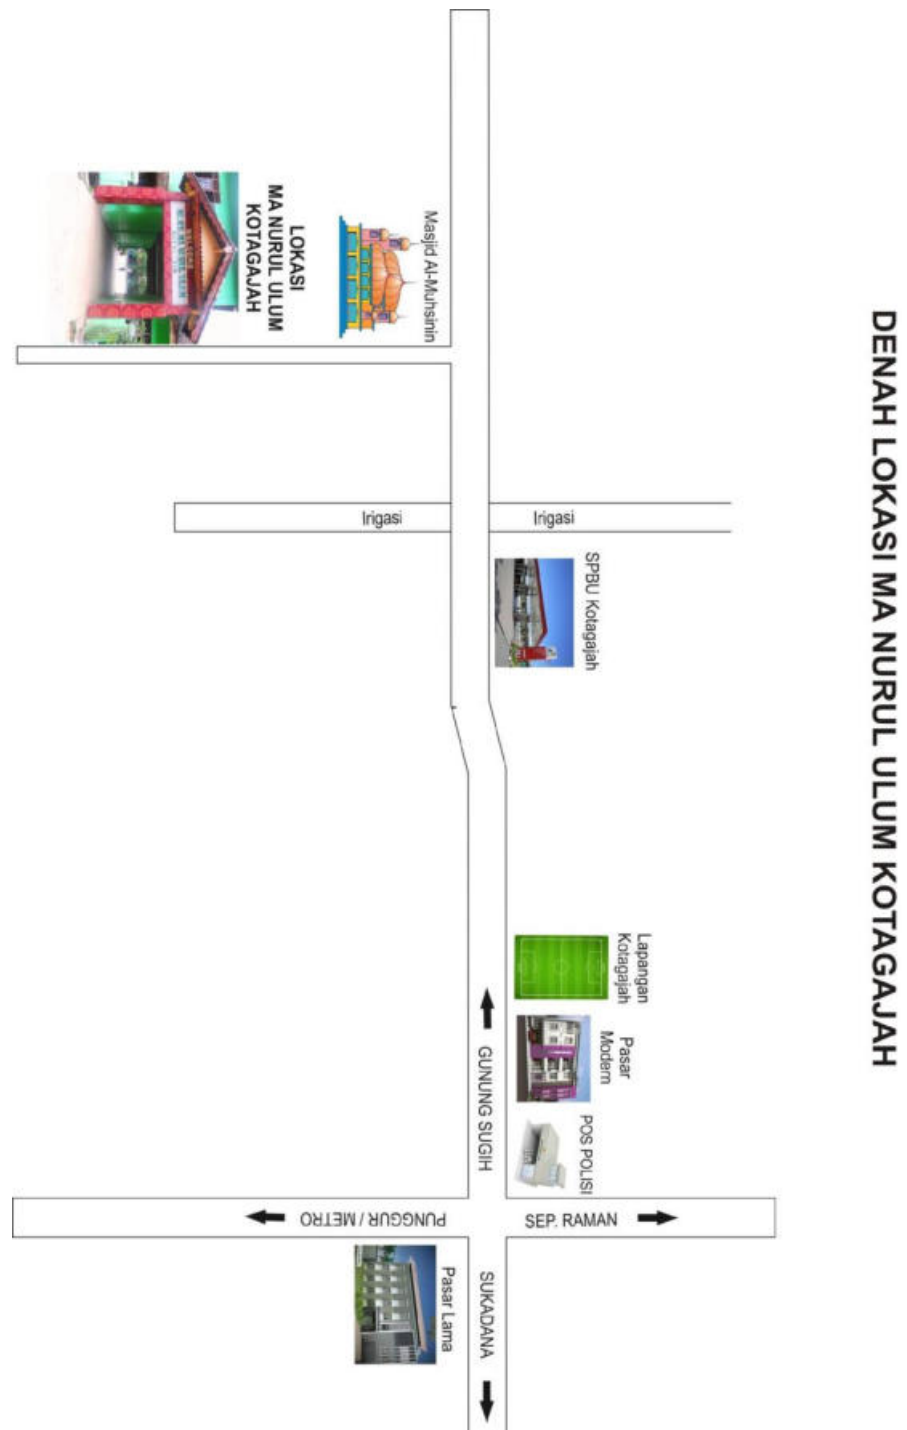 DENAH LOKASI MA NURUL ULUM KOTAGAJAH
LOKASI
MA NURUL ULUM
KOTAGAJAH
Masjid Al-Muhsinin
Irigasi
Irigasi
SPBU Kotagajah
Lapangan
Kotagajah
Pasar
Modern
POS POLISI
GUNUNG SUGIH
PUNGGUR / METRO
SEP. RAMAN
SUKADANA
Pasar Lama